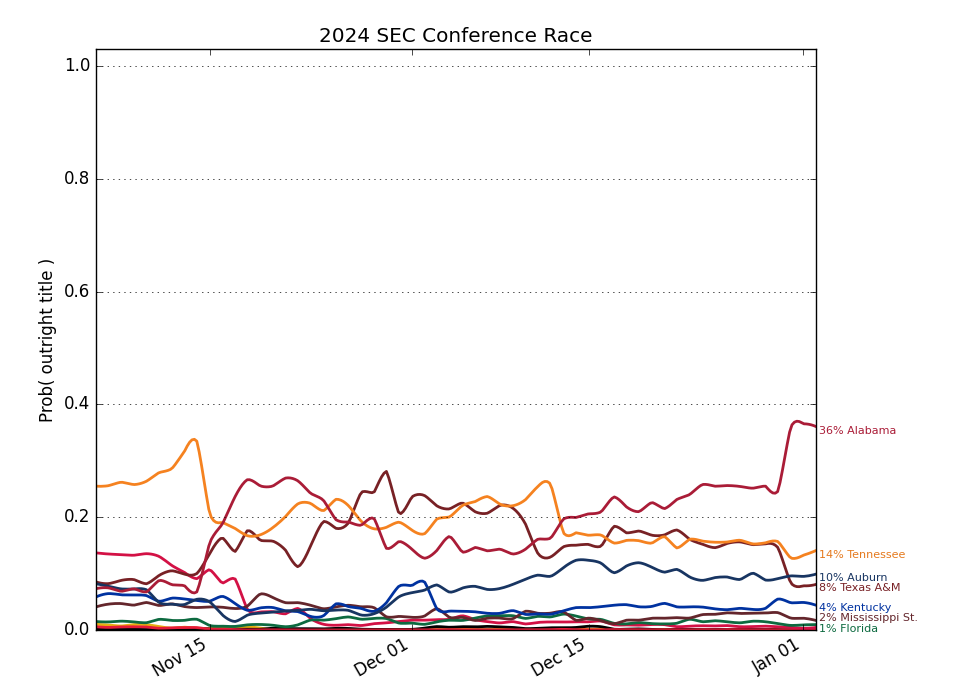 2024 SEC Conference Race
1.0
0.8
0.6
0.4
0.2
0.0
Prob( outright title )
36% Alabama
14% Tennessee
10% Auburn
8% Texas A&M
4% Kentucky
2% Mississippi St.
1% Florida
Nov 15
Dec 01
Dec 15
Jan 01